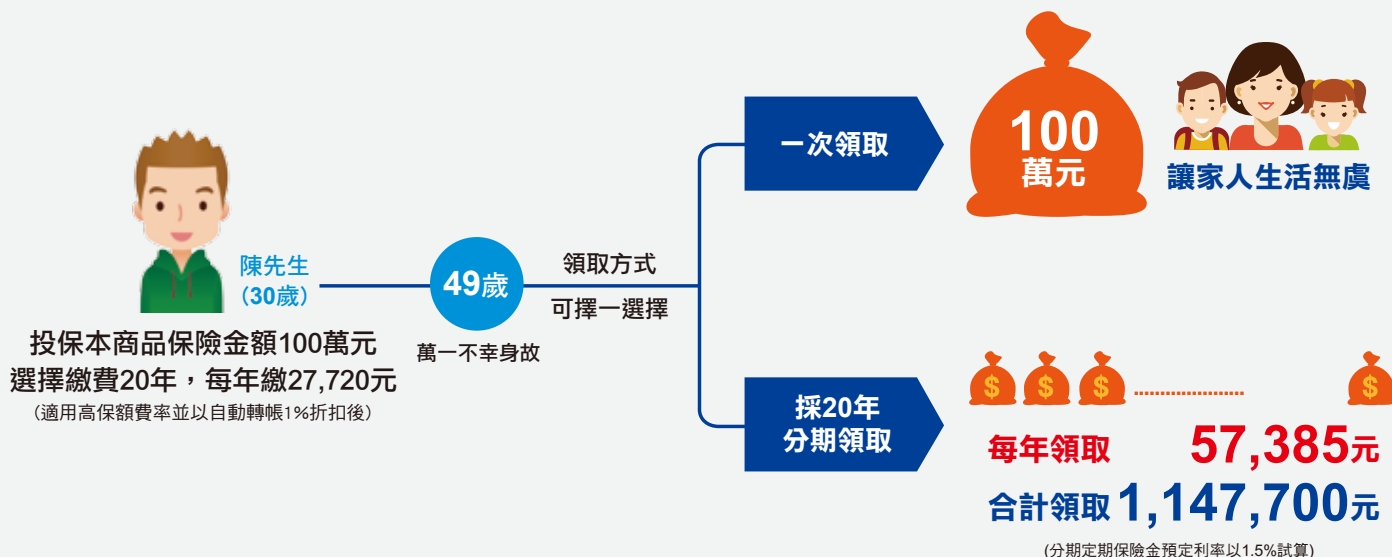 陳先生
(30歲)
投保本商品保險金額100萬元
選擇繳費20年，每年繳27,720元
(適用高保額費率並以自動轉帳1%折扣後)
49歲
萬一不幸身故
領取方式
可擇一選擇
一次領取
100
萬元
讓家人生活無虞
採20年
分期領取
$ $ $ ...................... $
每年領取 57,385元
合計領取1,147,700元
(分期定期保險金預定利率以1.5%試算)